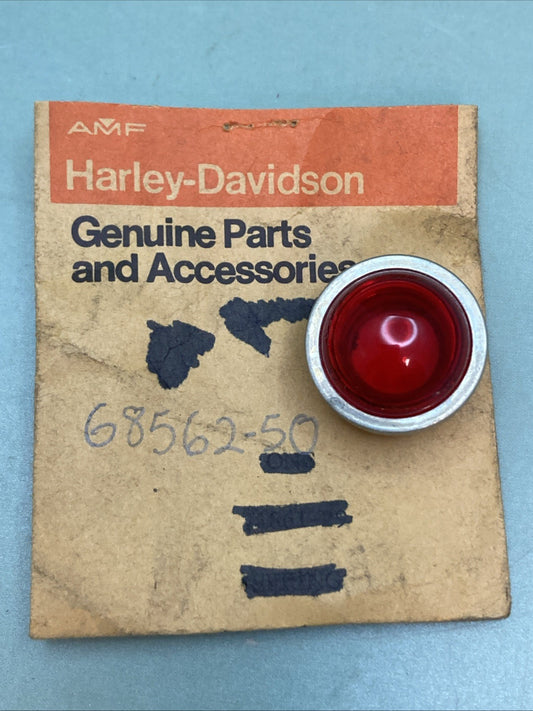 AMF
Harley-Davidson
Genuine Parts
and Accessories
68562-50